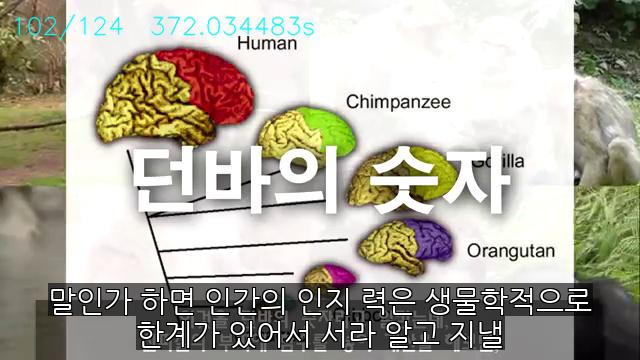 102/124 372.034483s
Human
Chimpanzee
Gorilla
던바의 숫자
Orangutan
말인가 하면 인간의 인지 력은 생물학적으로
한계가 있어서 서라 알고 지낼